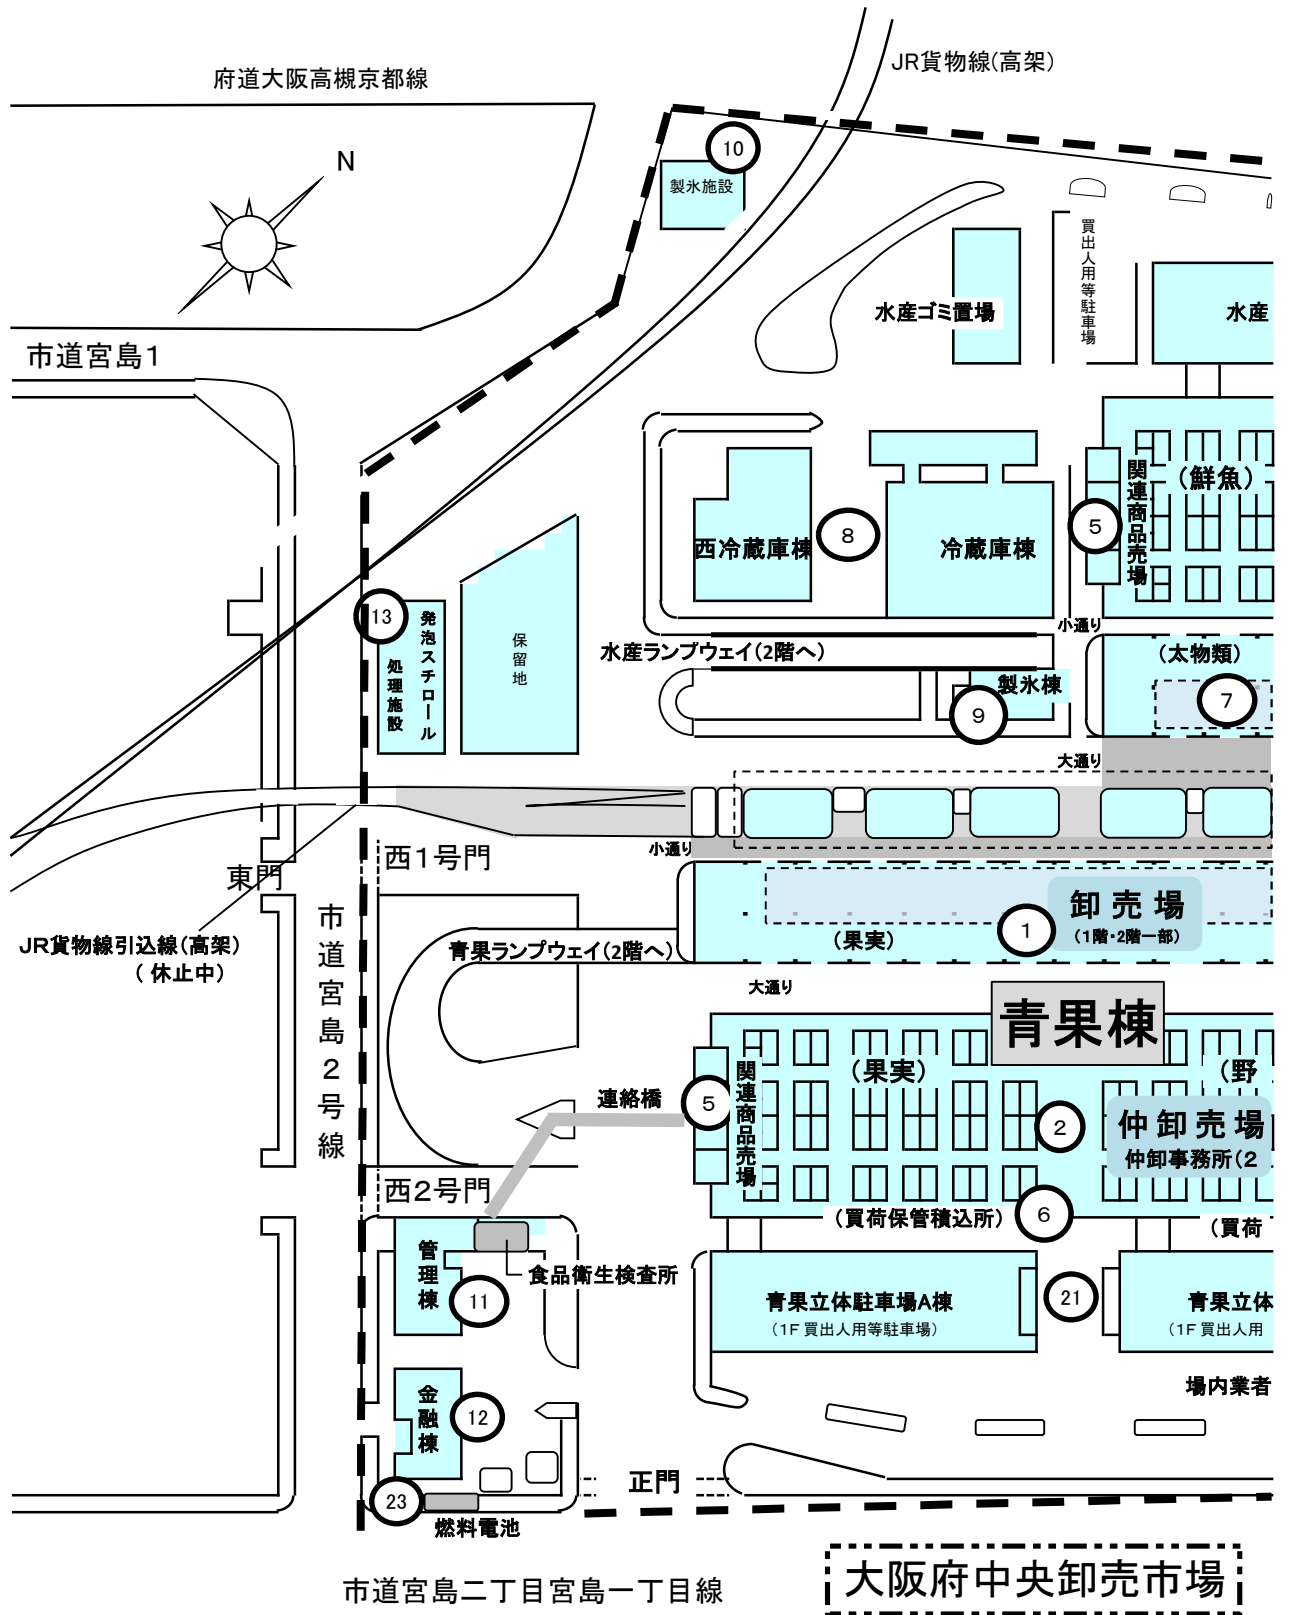 府道大阪高槻京都線
JR貨物線(高架)
N
10
製氷施設
買出人用等駐車場
水産ゴミ置場
水産
市道宮島1
関連商品売場
（鮮魚）
5
8
西冷蔵庫棟
冷蔵庫棟
13
発泡スチロール
処理施設
保留地
小通り
水産ランプウェイ(2階へ)
（太物類）
製氷棟
7
9
大通り
小通り
西1号門
東門
卸売場
（1階・2階一部）
1
（果実）
市道宮島2号線
JR貨物線引込線(高架)
（休止中）
青果ランプウェイ(2階へ)
大通り
青果棟
（果実）
（野
関連商品売場
5
連絡橋
2
仲卸売場
仲卸事務所(2
西2号門
（買荷保管積込所）
6
（買荷
管理棟
食品衛生検査所
11
青果立体駐車場A棟
（1F 買出人用等駐車場）
21
青果立体
（1F 買出人用
場内業者
金融棟
12
正門
23
燃料電池
市道宮島二丁目宮島一丁目線
大阪府中央卸売市場